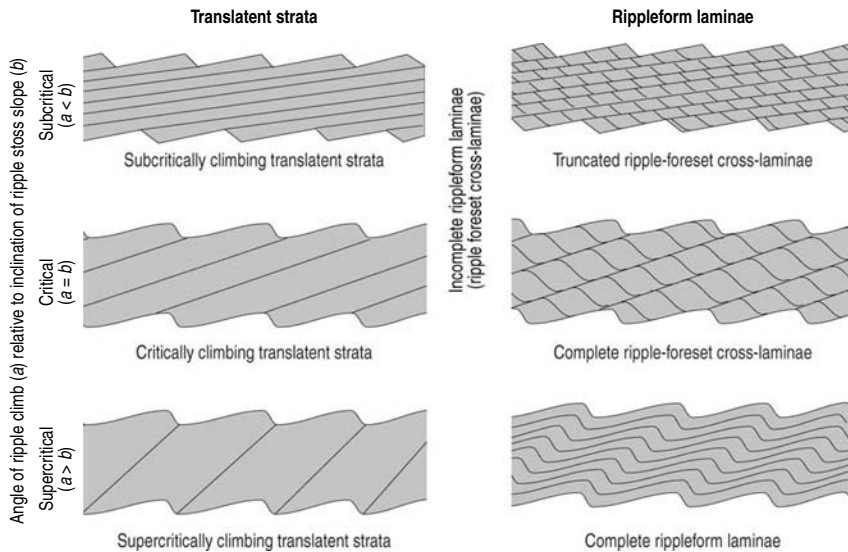 Translatent strata
Rippleform laminae
Angle of ripple climb (a) relative to inclination of ripple stoss slope (b)
Subcritical
(a < b)
Subcritically climbing translatent strata
Incomplete rippleform laminae
(ripple foreset cross-laminae)
Truncated ripple-foreset cross-laminae
Critical
(a = b)
Critically climbing translatent strata
Complete ripple-foreset cross-laminae
Supercritical
(a > b)
Supercritically climbing translatent strata
Complete rippleform laminae